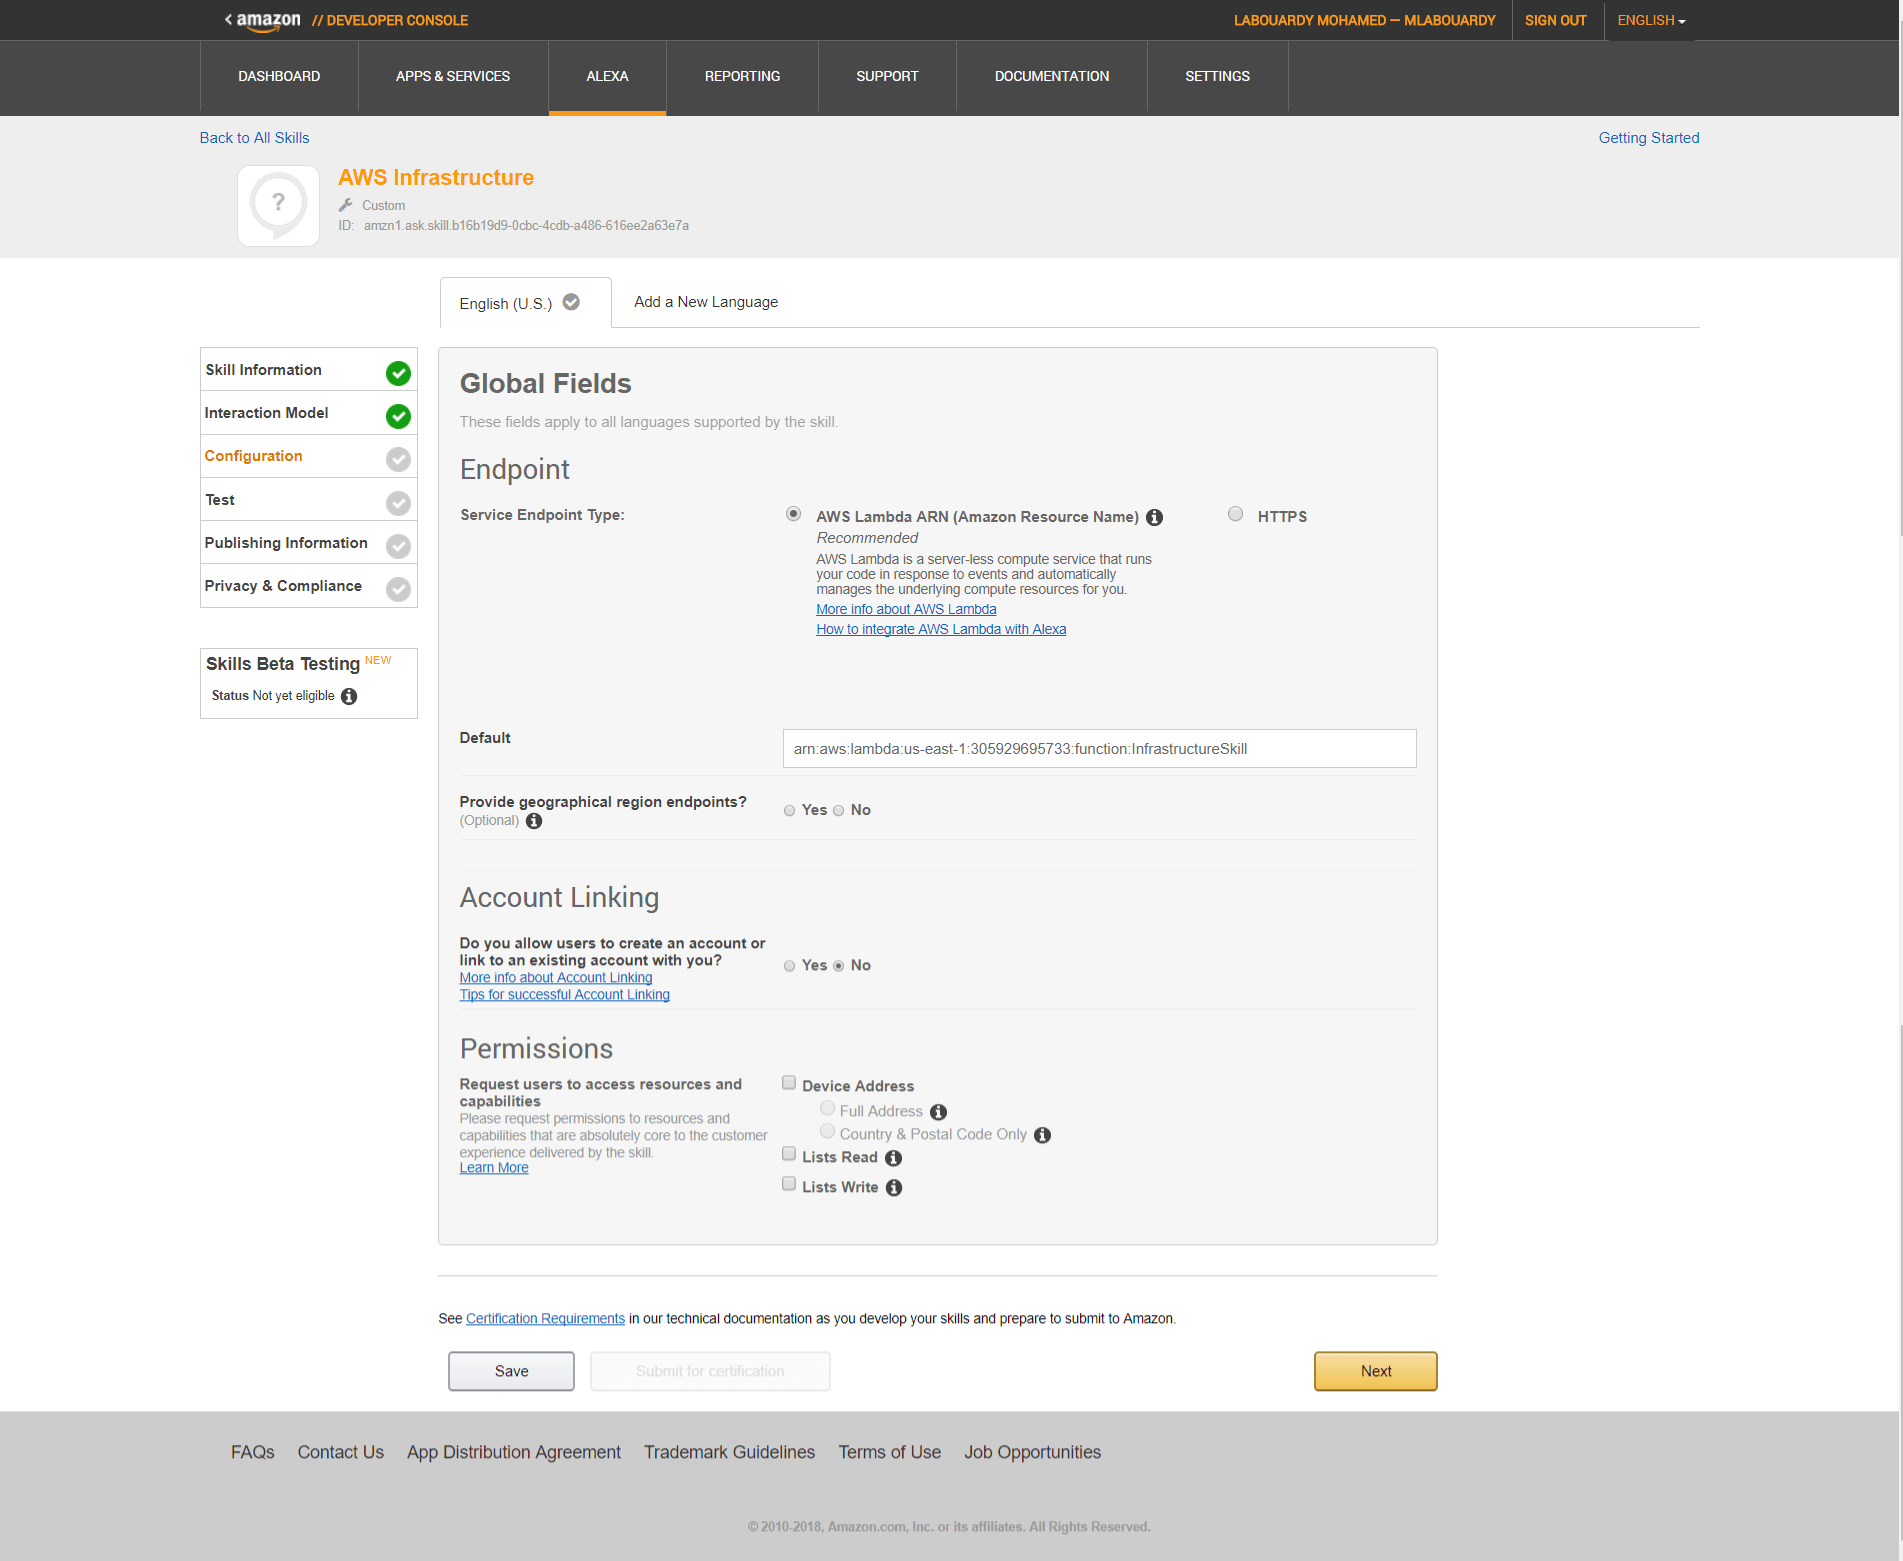 amazon // DEVELOPER CONSOLE
LABOUARDY MOHAMED — MLABOUARDY
SIGN OUT
ENGLISH
DASHBOARD
APPS & SERVICES
ALEXA
REPORTING
SUPPORT
DOCUMENTATION
SETTINGS
Back to All Skills
Getting Started
?
AWS Infrastructure
Custom
ID: amzn1.ask.skill.b16b19d9-0cbc-4cdb-a486-616ee2a63e7a
English (U.S.)
Add a New Language
Skill Information
Interaction Model
Configuration
Test
Publishing Information
Privacy & Compliance
Skills Beta Testing NEW
Status Not yet eligible
Global Fields
These fields apply to all languages supported by the skill.
Endpoint
Service Endpoint Type:
AWS Lambda ARN (Amazon Resource Name)
Recommended
AWS Lambda is a server-less compute service that runs
your code in response to events and automatically
manages the underlying compute resources for you.
More info about AWS Lambda
How to integrate AWS Lambda with Alexa
HTTPS
Default
arn:aws:lambda:us-east-1:305929695733:function:InfrastructureSkill
Provide geographical region endpoints?
(Optional)
Yes No
Account Linking
Do you allow users to create an account or
link to an existing account with you?
More info about Account Linking
Tips for successful Account Linking
Yes No
Permissions
Request users to access resources and
capabilities
Please request permissions to resources and
capabilities that are absolutely core to the customer
experience delivered by the skill.
Learn More
Device Address
Full Address
Country & Postal Code Only
Lists Read
Lists Write
See Certification Requirements in our technical documentation as you develop your skills and prepare to submit to Amazon.
Save
Submit for certification
Next
FAQs
Contact Us
App Distribution Agreement
Trademark Guidelines
Terms of Use
Job Opportunities
© 2010-2018, Amazon.com, Inc. or its affiliates. All Rights Reserved.